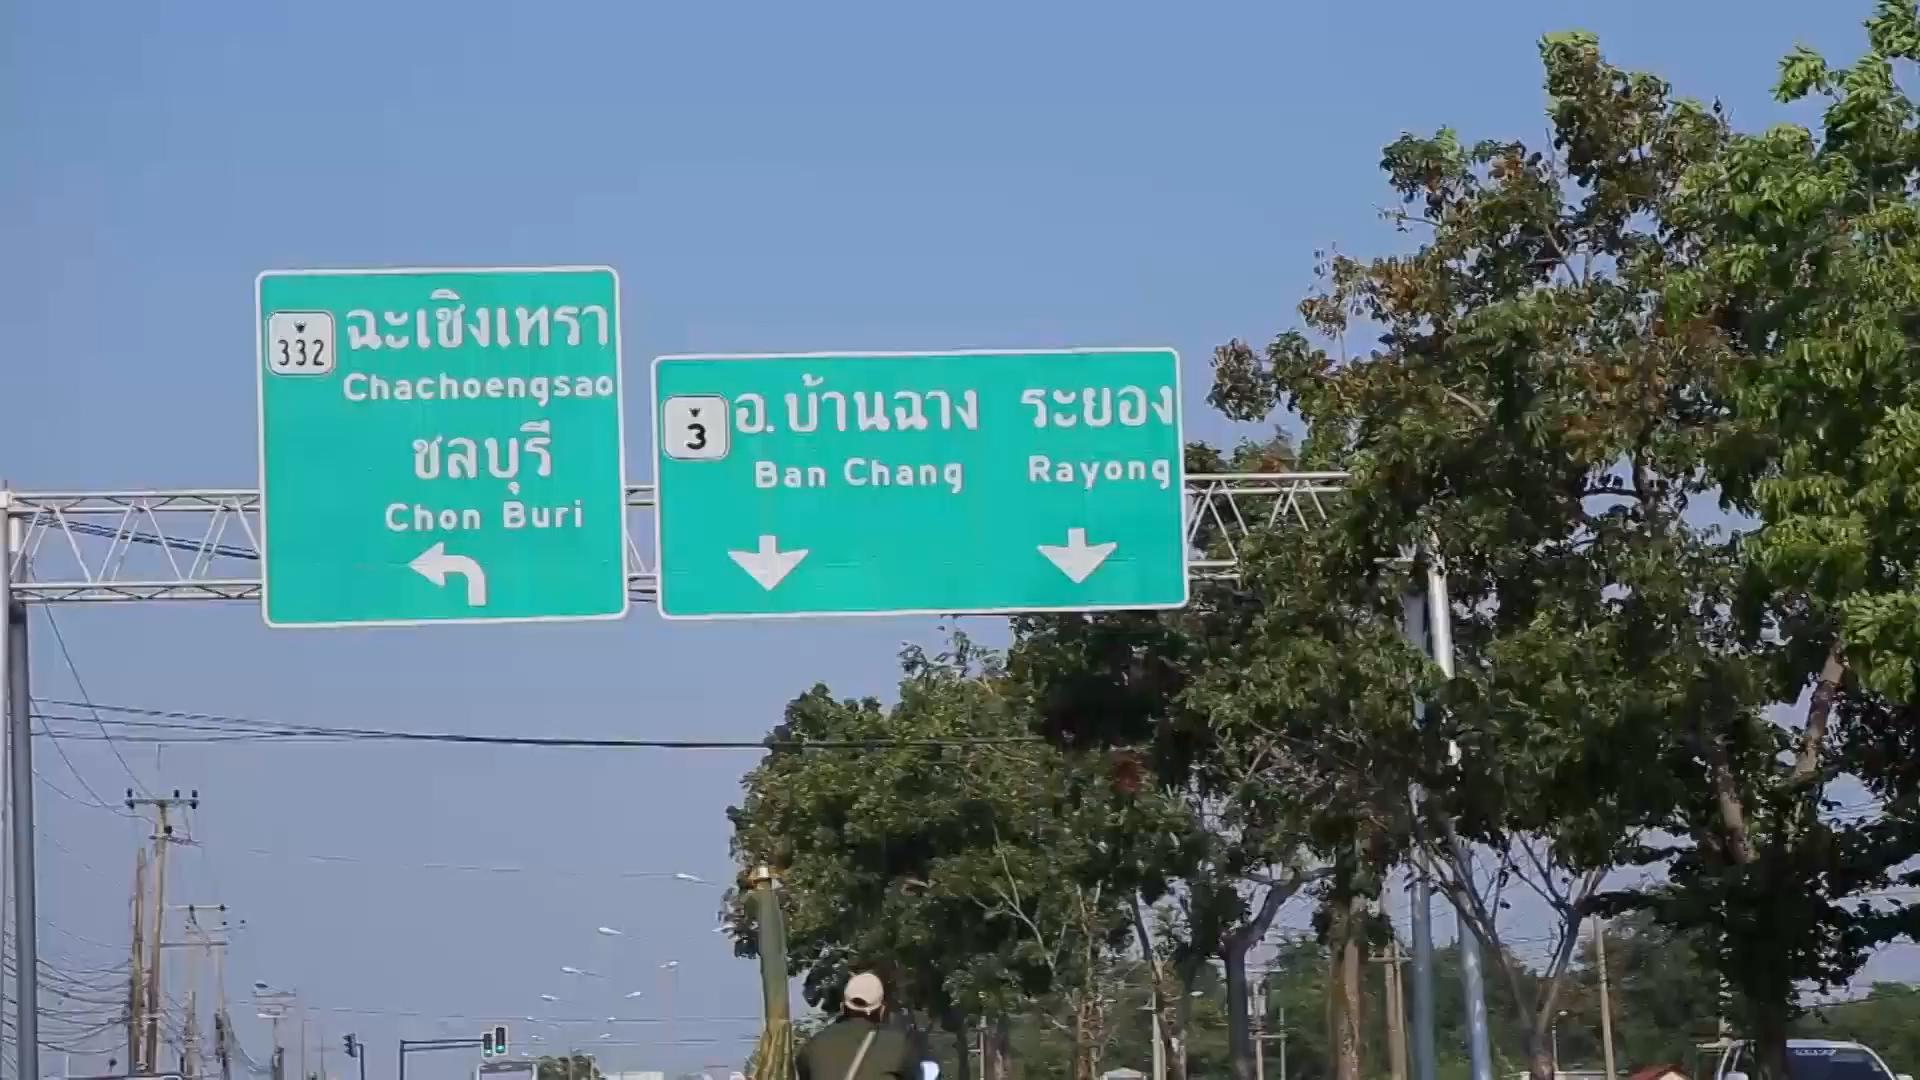 332 ฉะเชิงเทรา
Chachoengsao
ชลบุรี
Chon Buri
3 อ.บ้านฉาง ระยอง
Ban Chang Rayong